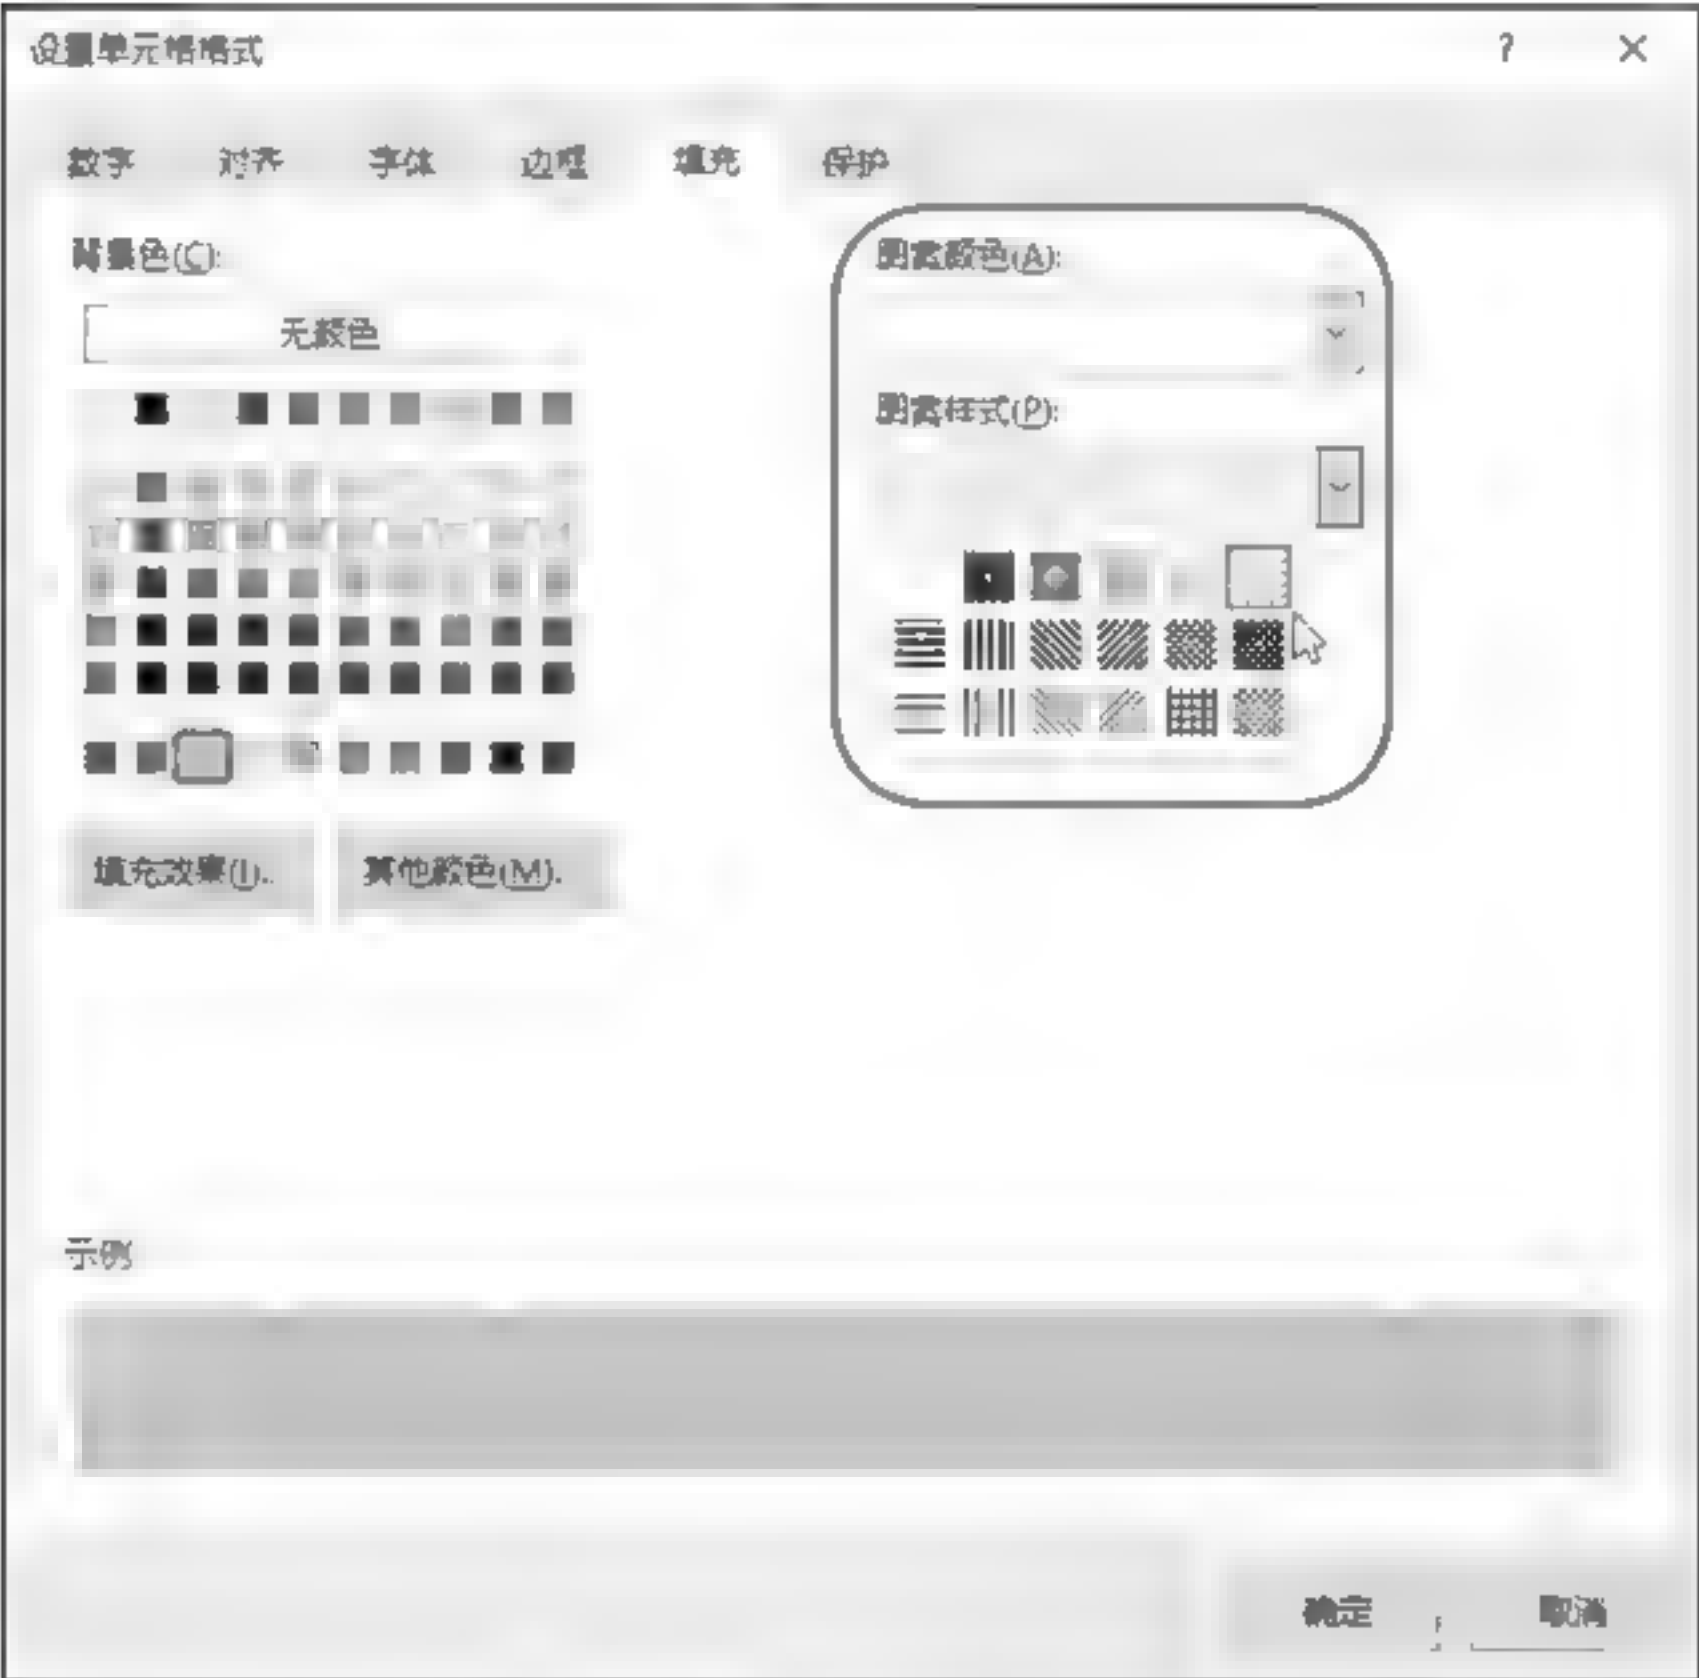 设置单元格格式
数字 对齐 字体 边框 填充 保护
背景色(C):
无颜色
图案颜色(A):
图案样式(P):
填充效果(I)..
其他颜色(M).
示例
确定 取消